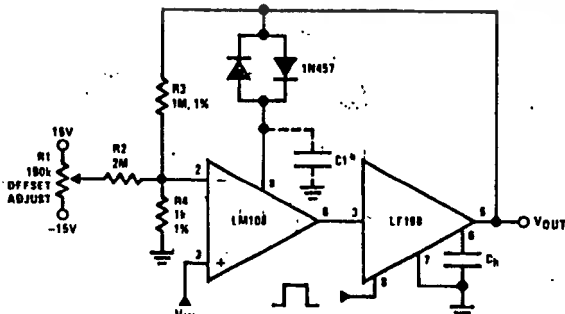 1N457
R3
1M, 1%
15V
R1
OFFSET
ADJUST
-15V
R2
2M
R4
1k
1%
2
3
8
6
C1
LM108
3
LF198
5
6
7
8
Ch
VOUT